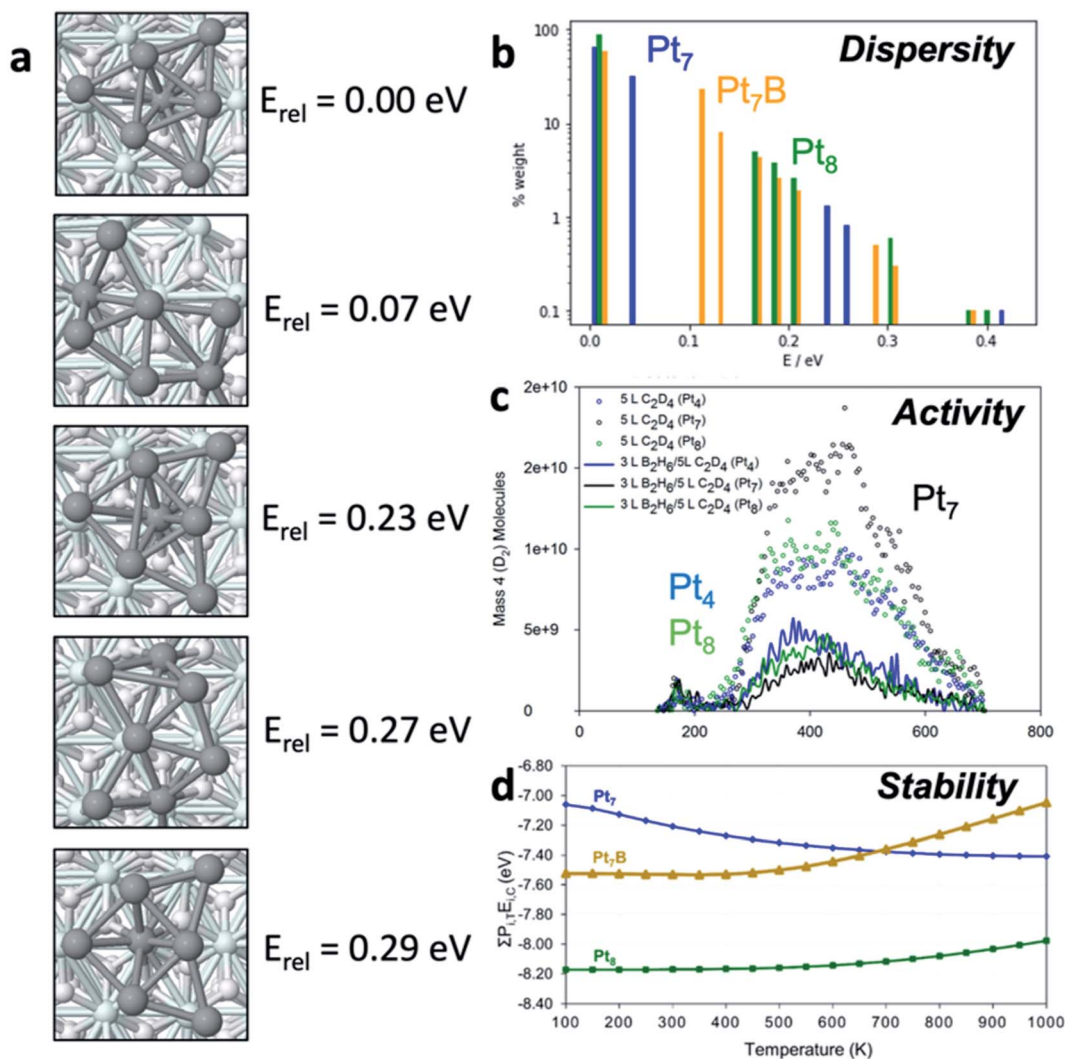 a
E_rel = 0.00 eV
E_rel = 0.07 eV
E_rel = 0.23 eV
E_rel = 0.27 eV
E_rel = 0.29 eV
b
Dispersity
Pt₇
Pt₇B
Pt₈
% weight
100
10
1
0.1
0.0 0.1 0.2 0.3 0.4
E / eV
c
Activity
5 L C₂D₄ (Pt₄)
5 L C₂D₄ (Pt₇)
5 L C₂D₄ (Pt₈)
3 L B₂H₆/5L C₂D₄ (Pt₄)
3 L B₂H₆/5 L C₂D₄ (Pt₇)
3 L B₂H₆/5 L C₂D₄ (Pt₈)
Pt₇
Pt₄
Pt₈
Mass 4 (D₂) Molecules
2e+10
2e+10
1e+10
5e+9
0
0 200 400 600 800
d
Stability
Pt₇
Pt₇B
Pt₈
ΣP_i,T E_i,C (eV)
-6.80
-7.00
-7.20
-7.40
-7.60
-7.80
-8.00
-8.20
-8.40
100 200 300 400 500 600 700 800 900 1000
Temperature (K)